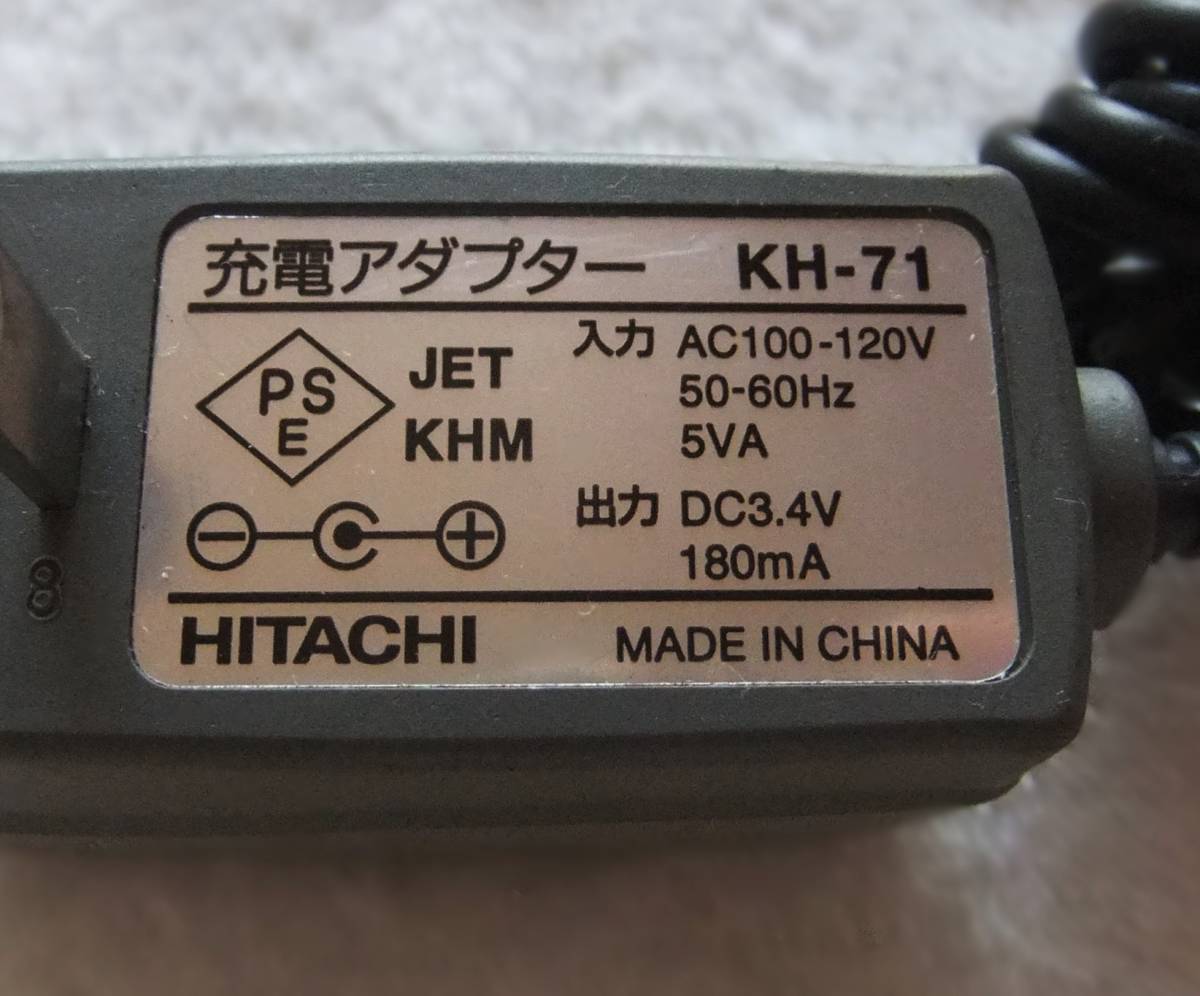 充電アダプター KH-71
PS
E
JET
KHM
入力 AC100-120V
50-60Hz
5VA
出力 DC3.4V
180mA
HITACHI MADE IN CHINA
8